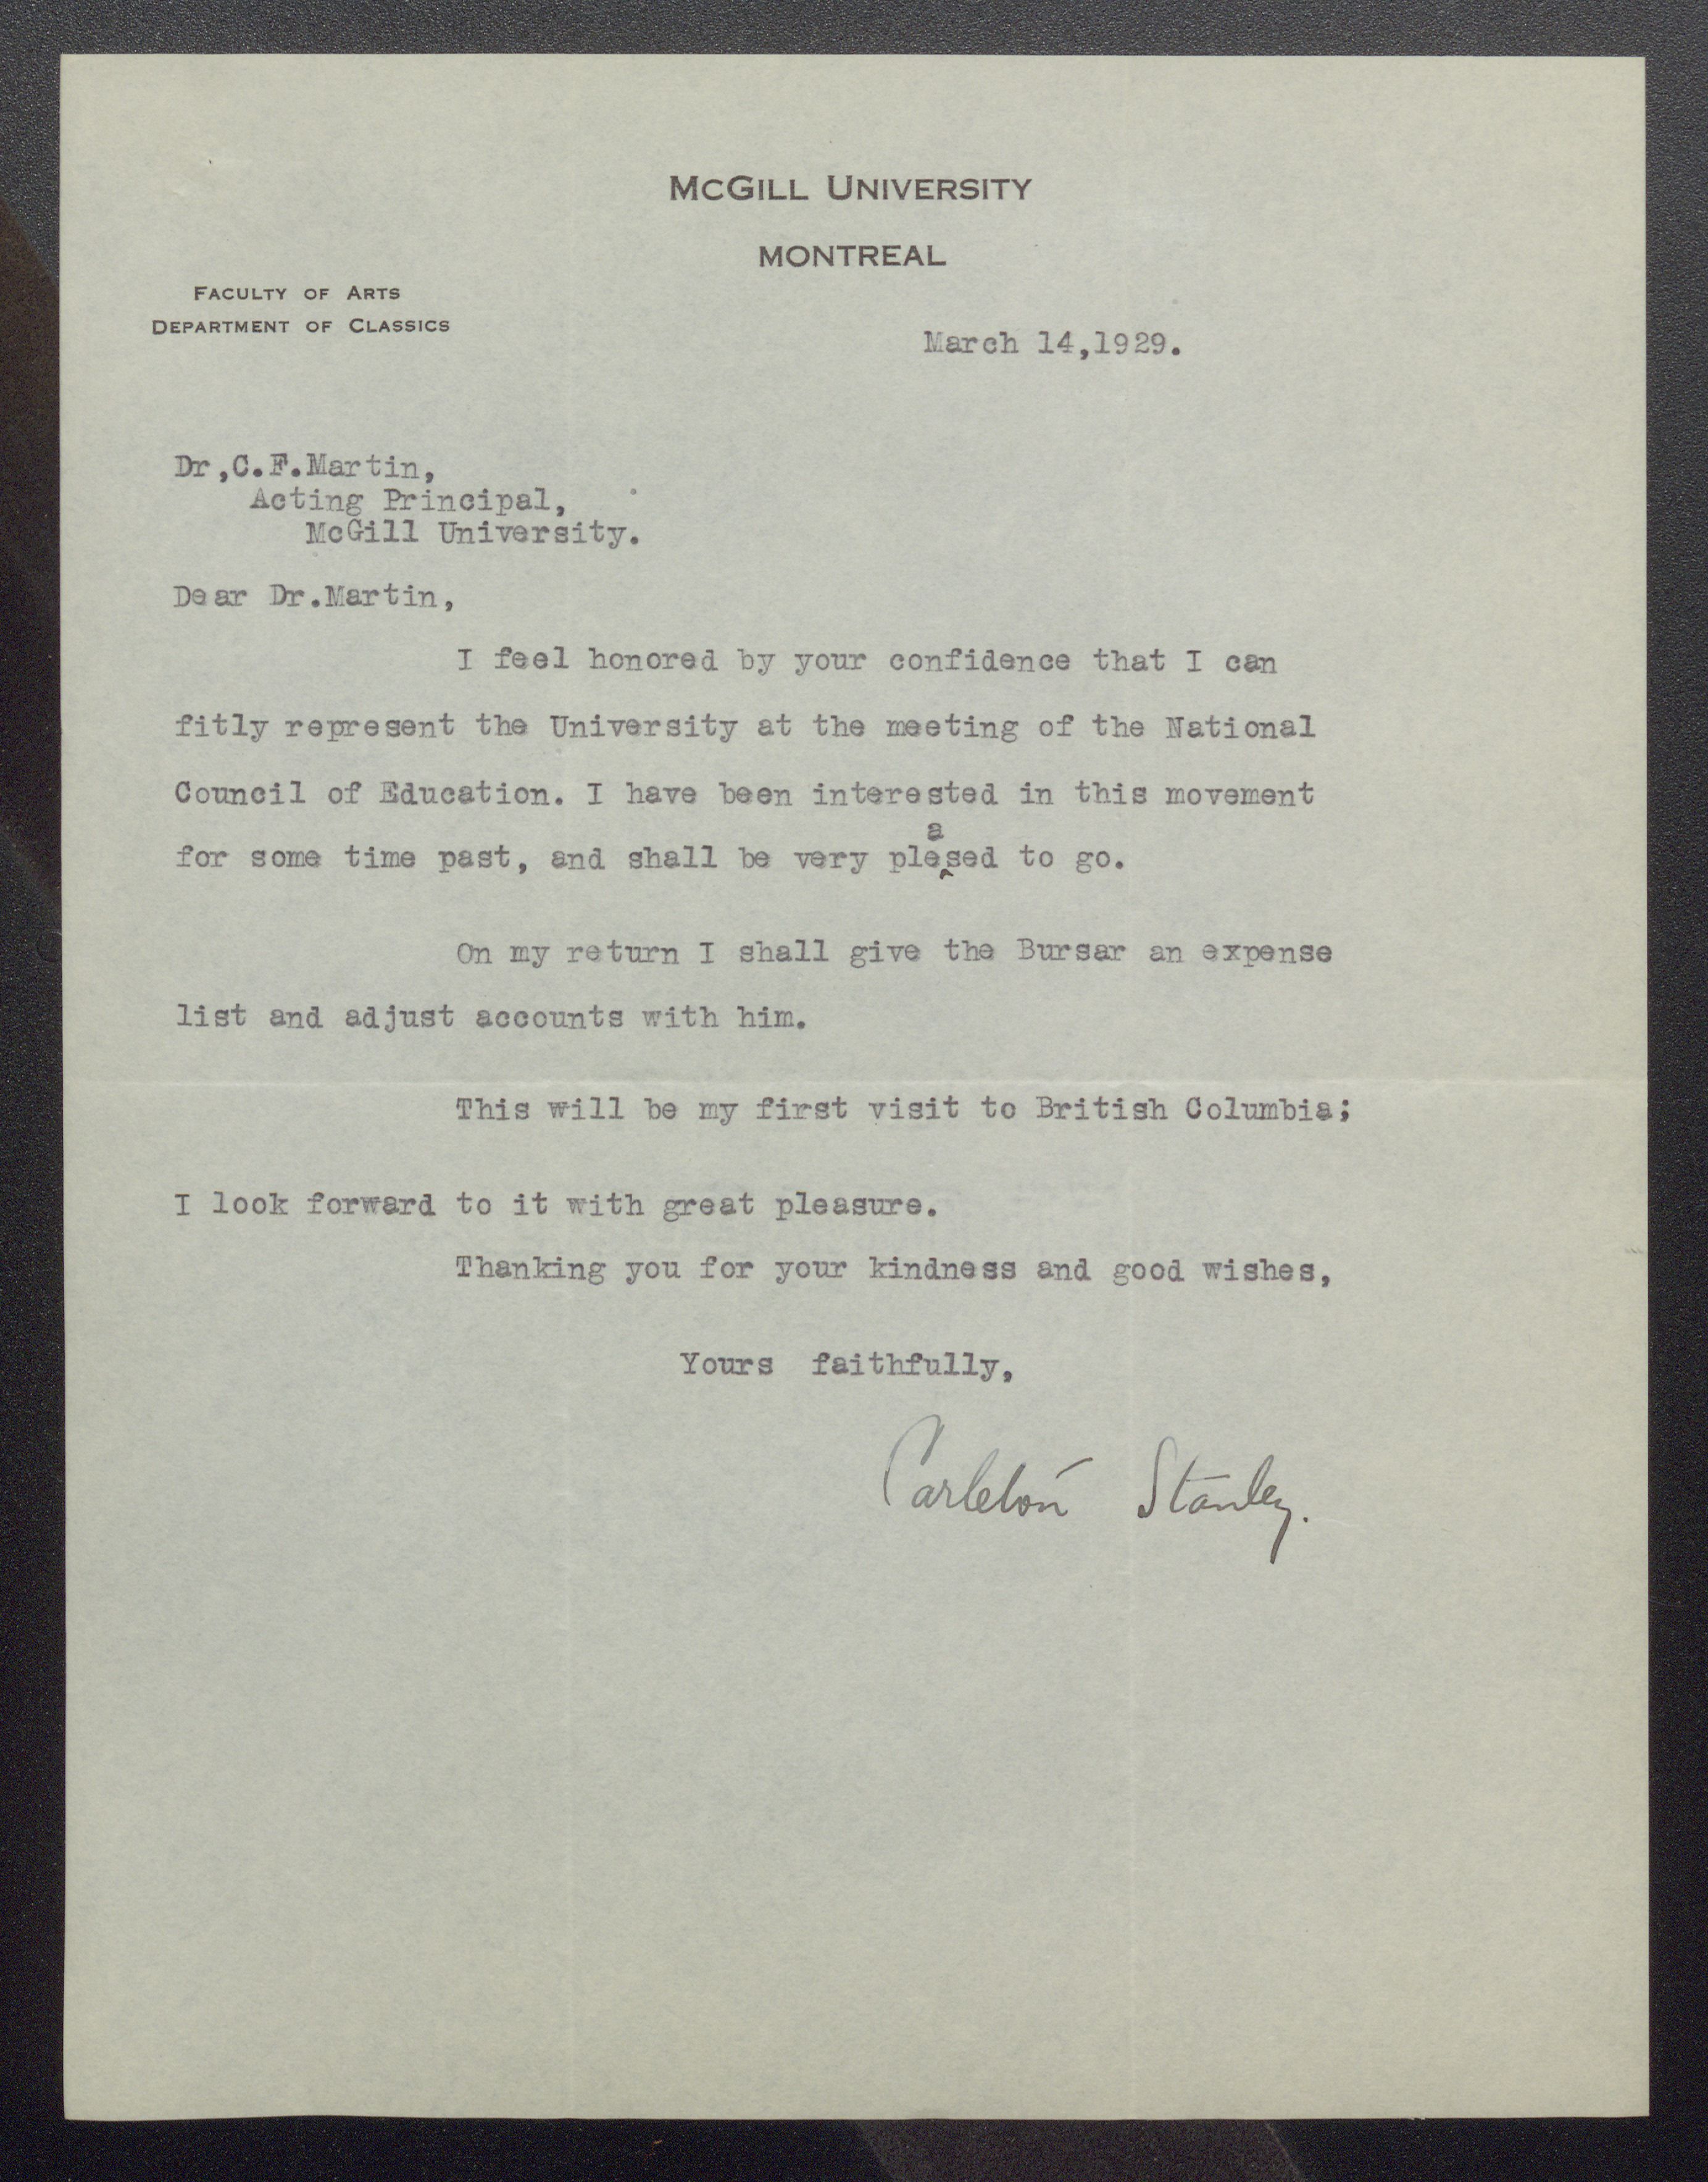 McGill University
MONTREAL
Faculty of Arts
Department of Classics
March 14,1929.
Dr,C.F.Martin,
Acting Principal,
McGill University.
Dear Dr.Martin,
I feel honored by your confidence that I can
fitly represent the University at the meeting of the National
Council of Education. I have been interested in this movement
for some time past, and shall be very pleased to go.
On my return I shall give the Bursar an expense
list and adjust accounts with him.
This will be my first visit to British Columbia;
I look forward to it with great pleasure.
Thanking you for your kindness and good wishes,
Yours faithfully,
Carleton Stanley.